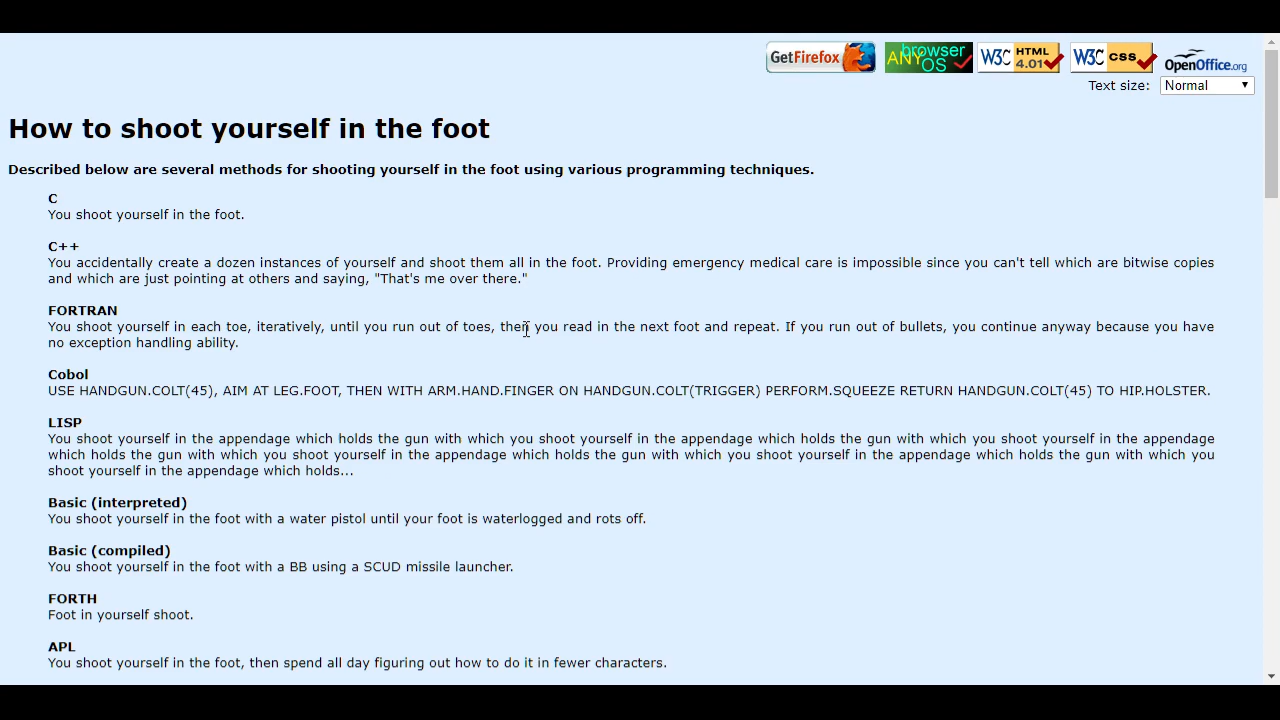 GetFirefox
ANY browser OS
W3C HTML 4.01
W3C css
OpenOffice.org
Text size: Normal
How to shoot yourself in the foot
Described below are several methods for shooting yourself in the foot using various programming techniques.
C
You shoot yourself in the foot.
C++
You accidentally create a dozen instances of yourself and shoot them all in the foot. Providing emergency medical care is impossible since you can't tell which are bitwise copies
and which are just pointing at others and saying, "That's me over there."
FORTRAN
You shoot yourself in each toe, iteratively, until you run out of toes, then you read in the next foot and repeat. If you run out of bullets, you continue anyway because you have
no exception handling ability.
Cobol
USE HANDGUN.COLT(45), AIM AT LEG.FOOT, THEN WITH ARM.HAND.FINGER ON HANDGUN.COLT(TRIGGER) PERFORM.SQUEEZE RETURN HANDGUN.COLT(45) TO HIP.HOLSTER.
LISP
You shoot yourself in the appendage which holds the gun with which you shoot yourself in the appendage which holds the gun with which you shoot yourself in the appendage
which holds the gun with which you shoot yourself in the appendage which holds the gun with which you shoot yourself in the appendage which holds the gun with which you
shoot yourself in the appendage which holds...
Basic (interpreted)
You shoot yourself in the foot with a water pistol until your foot is waterlogged and rots off.
Basic (compiled)
You shoot yourself in the foot with a BB using a SCUD missile launcher.
FORTH
Foot in yourself shoot.
APL
You shoot yourself in the foot, then spend all day figuring out how to do it in fewer characters.